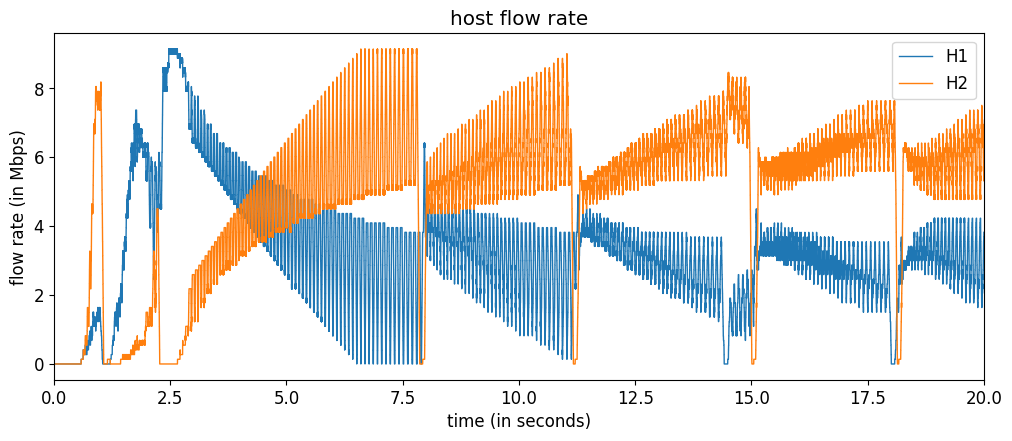 host flow rate
flow rate (in Mbps)
8
6
4
2
0
H1
H2
0.0 2.5 5.0 7.5 10.0 12.5 15.0 17.5 20.0
time (in seconds)